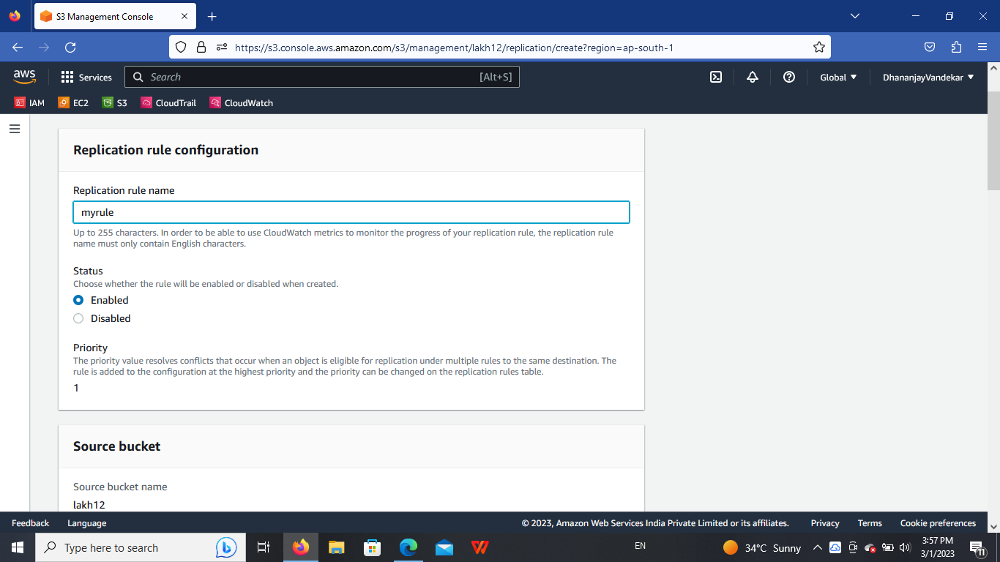 S3 Management Console
https://s3.console.aws.amazon.com/s3/management/lakh12/replication/create?region=ap-south-1
aws
Services
Search
[Alt+S]
Global
DhananjayVandekar
IAM
EC2
S3
CloudTrail
CloudWatch
Replication rule configuration
Replication rule name
myrule
Up to 255 characters. In order to be able to use CloudWatch metrics to monitor the progress of your replication rule, the replication rule
name must only contain English characters.
Status
Choose whether the rule will be enabled or disabled when created.
Enabled
Disabled
Priority
The priority value resolves conflicts that occur when an object is eligible for replication under multiple rules to the same destination. The
rule is added to the configuration at the highest priority and the priority can be changed on the replication rules table.
1
Source bucket
Source bucket name
lakh12
Feedback
Language
© 2023, Amazon Web Services India Private Limited or its affiliates.
Privacy
Terms
Cookie preferences
Type here to search
EN
34°C Sunny
3:57 PM
3/1/2023
11